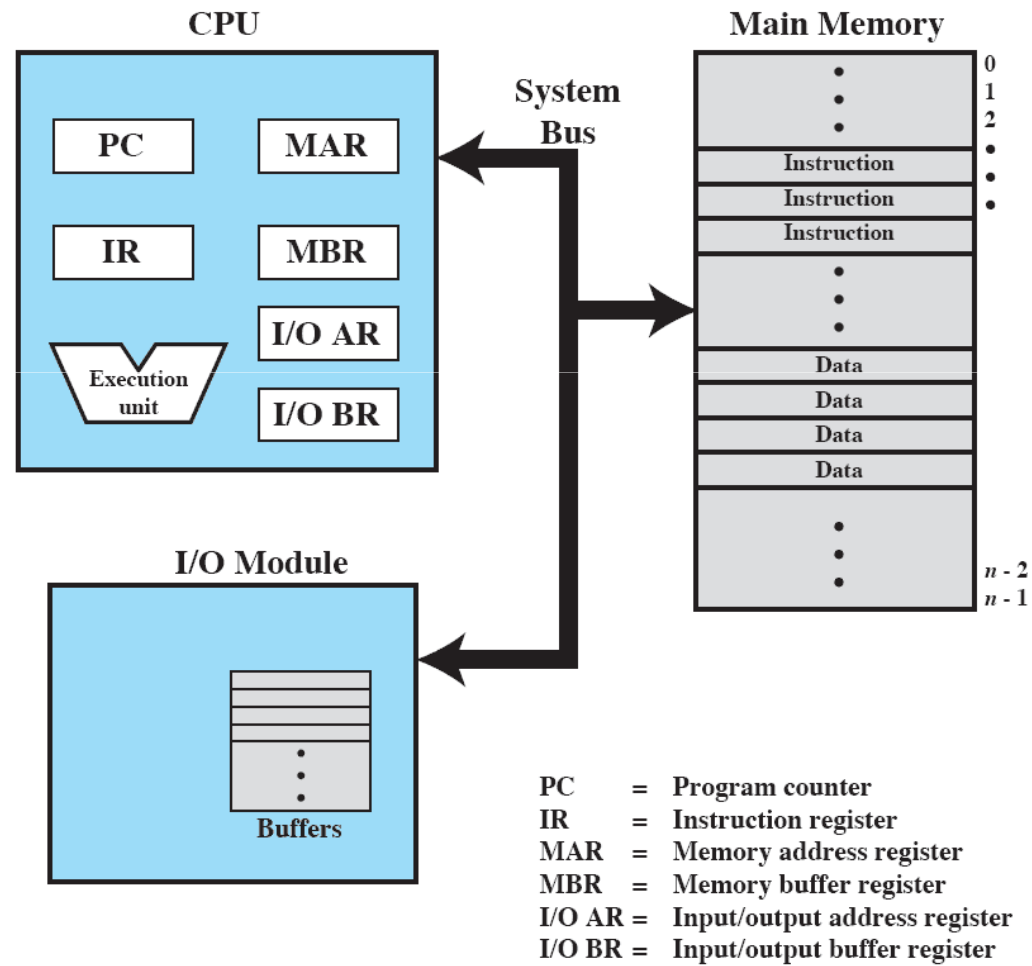 CPU
PC
MAR
IR
MBR
I/O AR
Execution
unit
I/O BR
System
Bus
Main Memory
0
1
2
Instruction
Instruction
Instruction
Data
Data
Data
Data
n - 2
n - 1
I/O Module
Buffers
PC = Program counter
IR = Instruction register
MAR = Memory address register
MBR = Memory buffer register
I/O AR = Input/output address register
I/O BR = Input/output buffer register